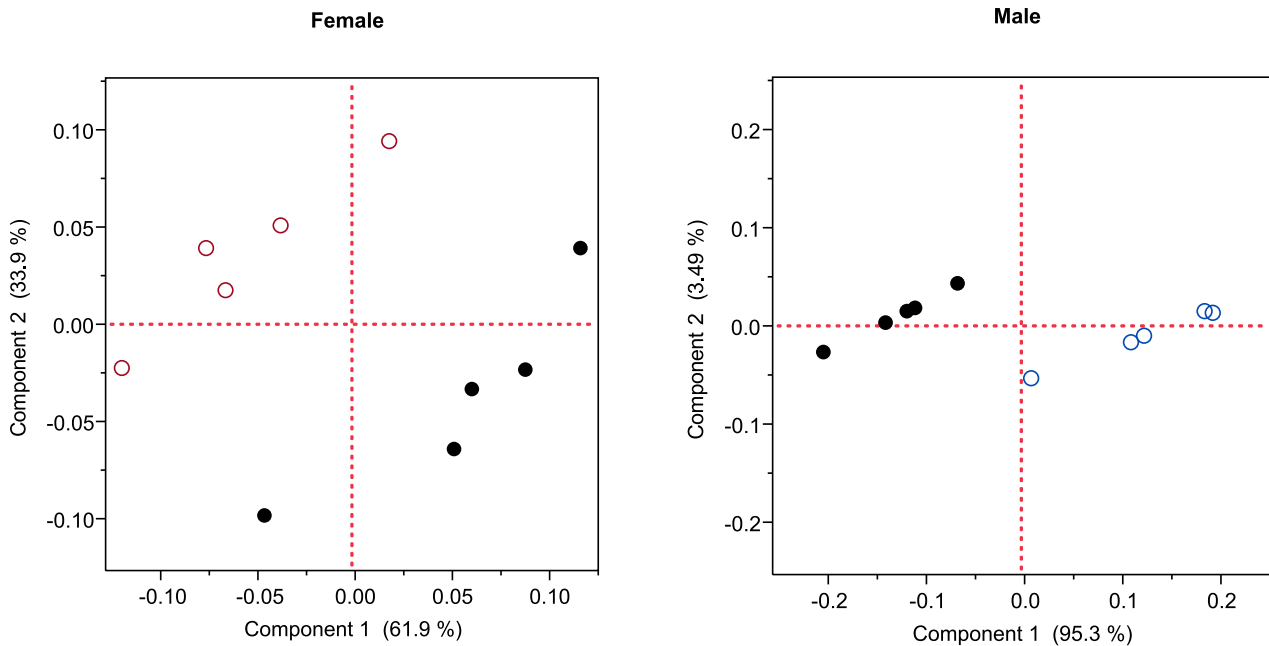 Female
0.10
0.05
0.00
-0.05
-0.10
Component 2 (33.9 %)
-0.10 -0.05 0.00 0.05 0.10
Component 1 (61.9 %)
Male
0.2
0.1
0.0
-0.1
-0.2
Component 2 (3.49 %)
-0.2 -0.1 0.0 0.1 0.2
Component 1 (95.3 %)